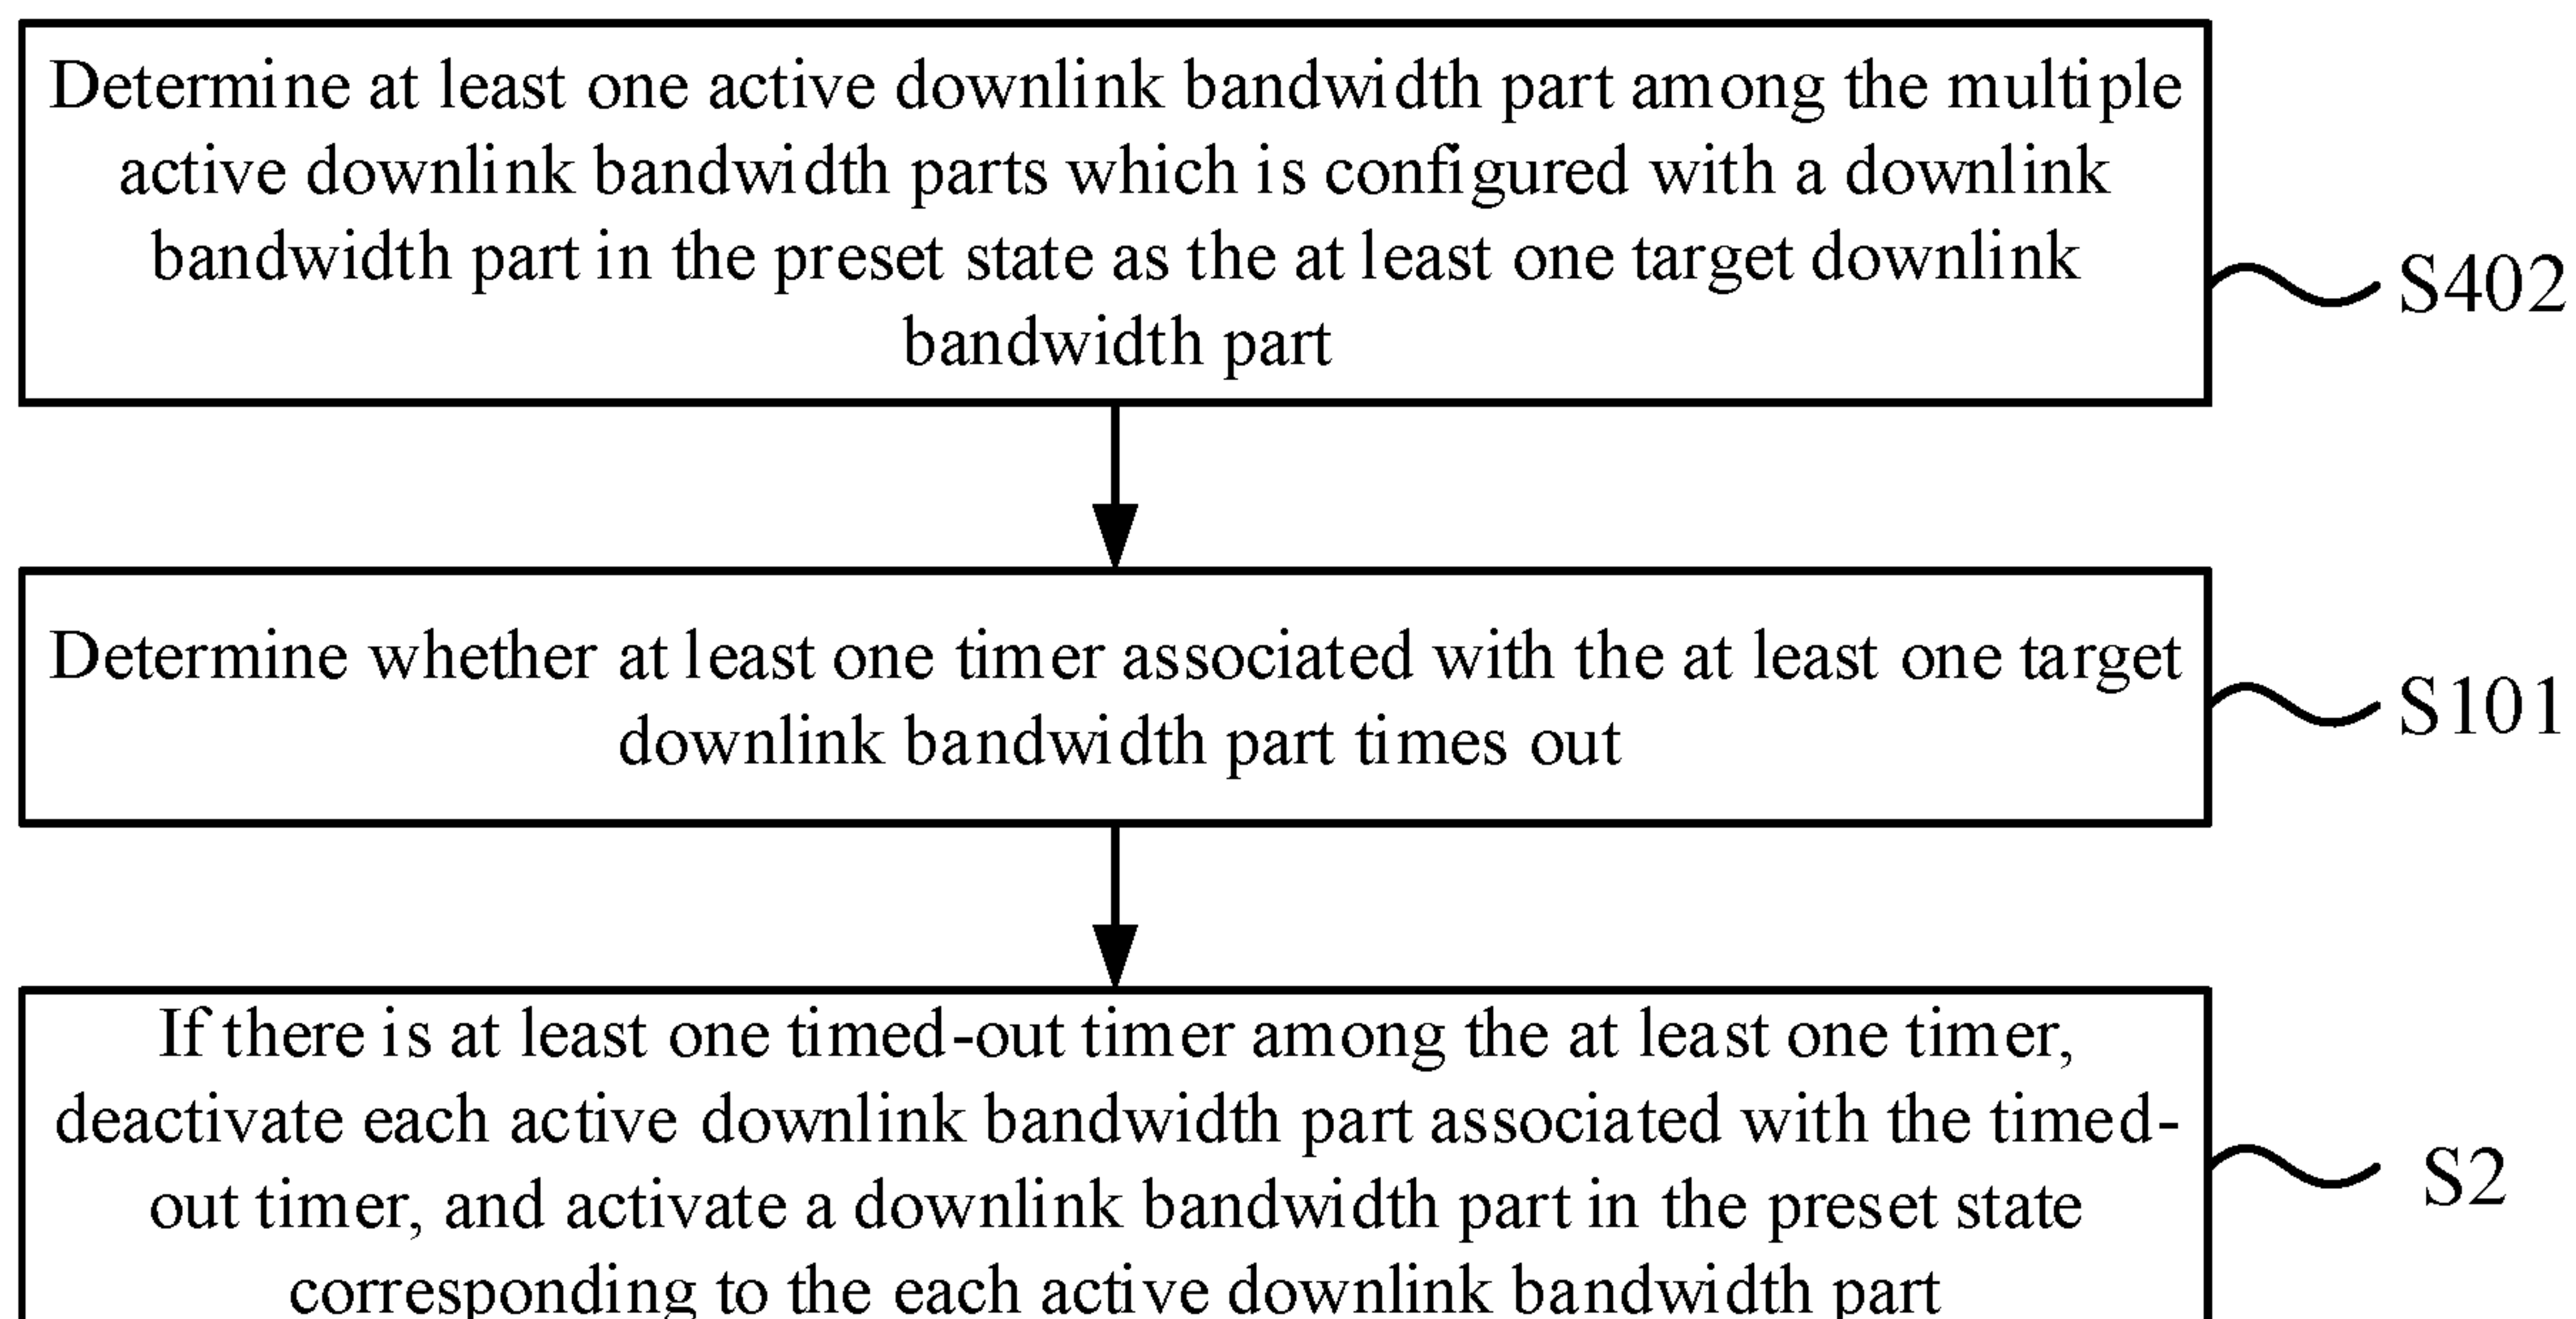 Determine at least one active downlink bandwidth part among the multiple
active downlink bandwidth parts which is configured with a downlink
bandwidth part in the preset state as the at least one target downlink
bandwidth part
S402
Determine whether at least one timer associated with the at least one target
downlink bandwidth part times out
S101
If there is at least one timed-out timer among the at least one timer,
deactivate each active downlink bandwidth part associated with the timed-
out timer, and activate a downlink bandwidth part in the preset state
corresponding to the each active downlink bandwidth part
S2